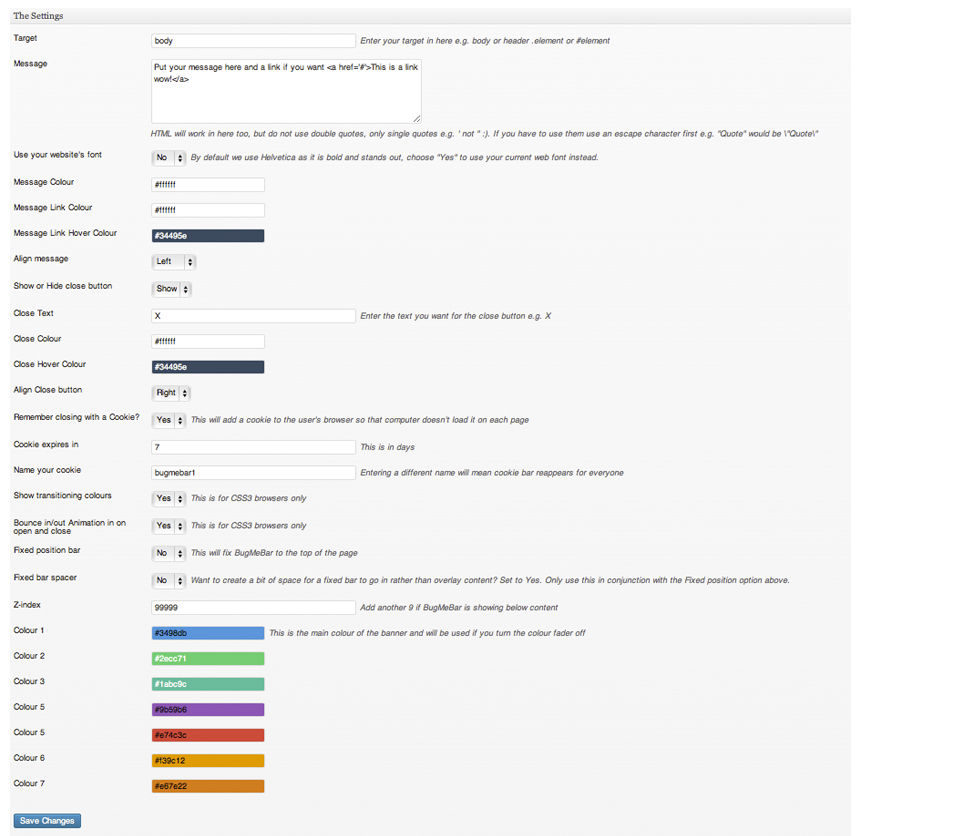 The Settings
Target
body
Enter your target in here e.g. body or header .element or #element
Message
Put your message here and a link if you want <a href='#'>This is a link
wow!</a>
HTML will work in here too, but do not use double quotes, only single quotes e.g. ' not " ;). If you have to use them use an escape character first e.g. "Quote" would be \"Quote\"
Use your website's font
No
By default we use Helvetica as it is bold and stands out, choose "Yes" to use your current web font instead.
Message Colour
#ffffff
Message Link Colour
#ffffff
Message Link Hover Colour
#34495e
Align message
Left
Show or Hide close button
Show
Close Text
X
Enter the text you want for the close button e.g. X
Close Colour
#ffffff
Close Hover Colour
#34495e
Align Close button
Right
Remember closing with a Cookie?
Yes
This will add a cookie to the user's browser so that computer doesn't load it on each page
Cookie expires in
7
This is in days
Name your cookie
bugmebar1
Entering a different name will mean cookie bar reappears for everyone
Show transitioning colours
Yes
This is for CSS3 browsers only
Bounce in/out Animation in on
open and close
Yes
This is for CSS3 browsers only
Fixed position bar
No
This will fix BugMeBar to the top of the page
Fixed bar spacer
No
Want to create a bit of space for a fixed bar to go in rather than overlay content? Set to Yes. Only use this in conjunction with the Fixed position option above.
Z-index
99999
Add another 9 if BugMeBar is showing below content
Colour 1
#3498db
This is the main colour of the banner and will be used if you turn the colour fader off
Colour 2
#2ecc71
Colour 3
#1abc9c
Colour 5
#9b59b6
Colour 5
#e74c3c
Colour 6
#f39c12
Colour 7
#e67e22
Save Changes